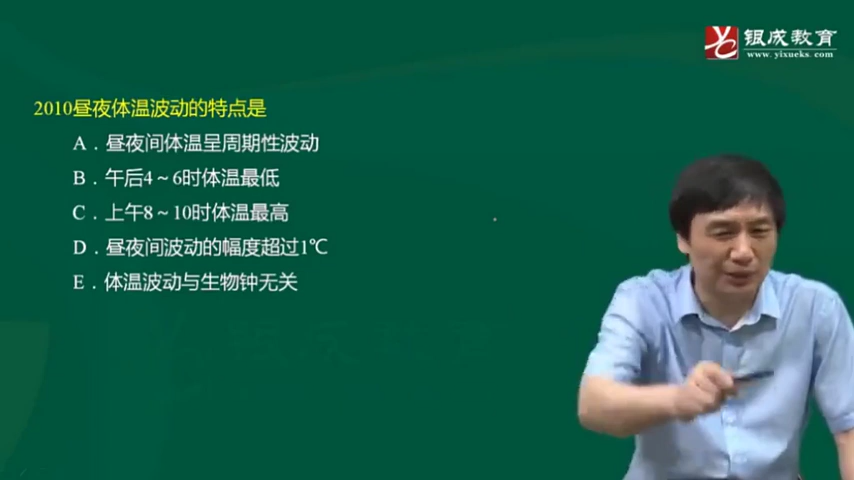 银成教育
www.yixueks.com
2010昼夜体温波动的特点是
A．昼夜间体温呈周期性波动
B．午后4～6时体温最低
C．上午8～10时体温最高
D．昼夜间波动的幅度超过1℃
E．体温波动与生物钟无关